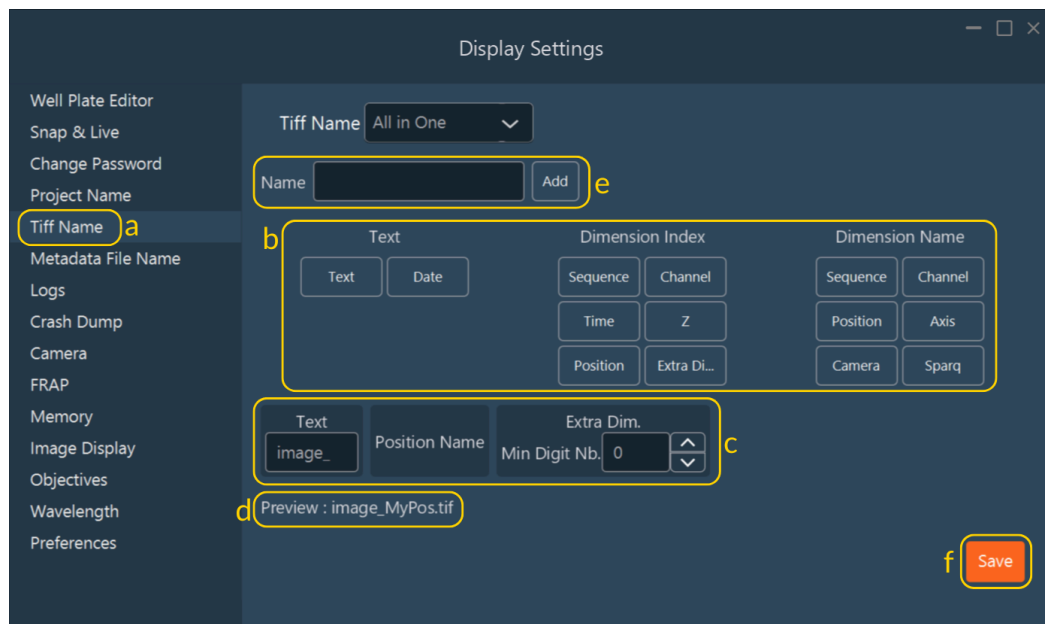 Display Settings
Well Plate Editor
Snap & Live
Change Password
Project Name
Tiff Name a
Metadata File Name
Logs
Crash Dump
Camera
FRAP
Memory
Image Display
Objectives
Wavelength
Preferences
Tiff Name All in One
Name Add e
b Text Dimension Index Dimension Name
Text Date Sequence Channel Sequence Channel
Time Z Position Axis
Position Extra Di... Camera Sparq
Text Position Name Extra Dim. c
image_ Min Digit Nb. 0
d Preview : image_MyPos.tif
f Save